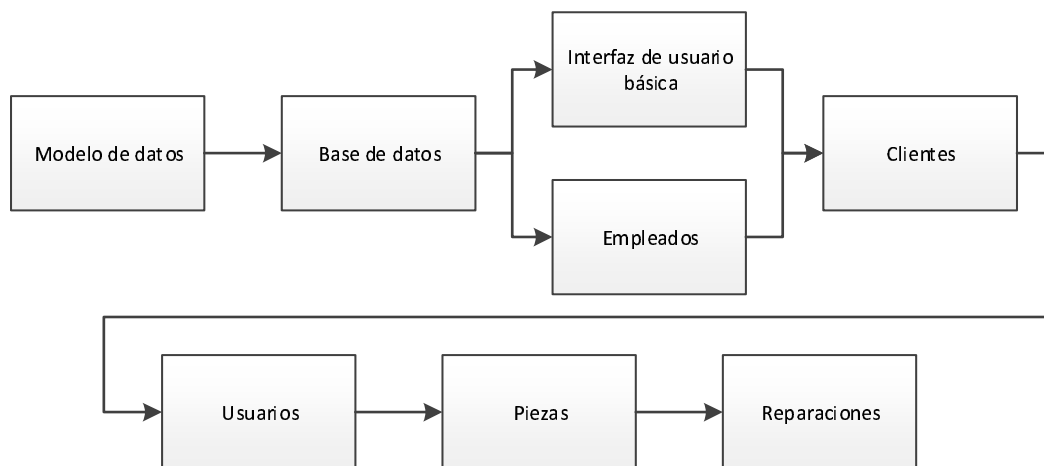 Modelo de datos
Base de datos
Interfaz de usuario
básica
Empleados
Clientes
Usuarios
Piezas
Reparaciones